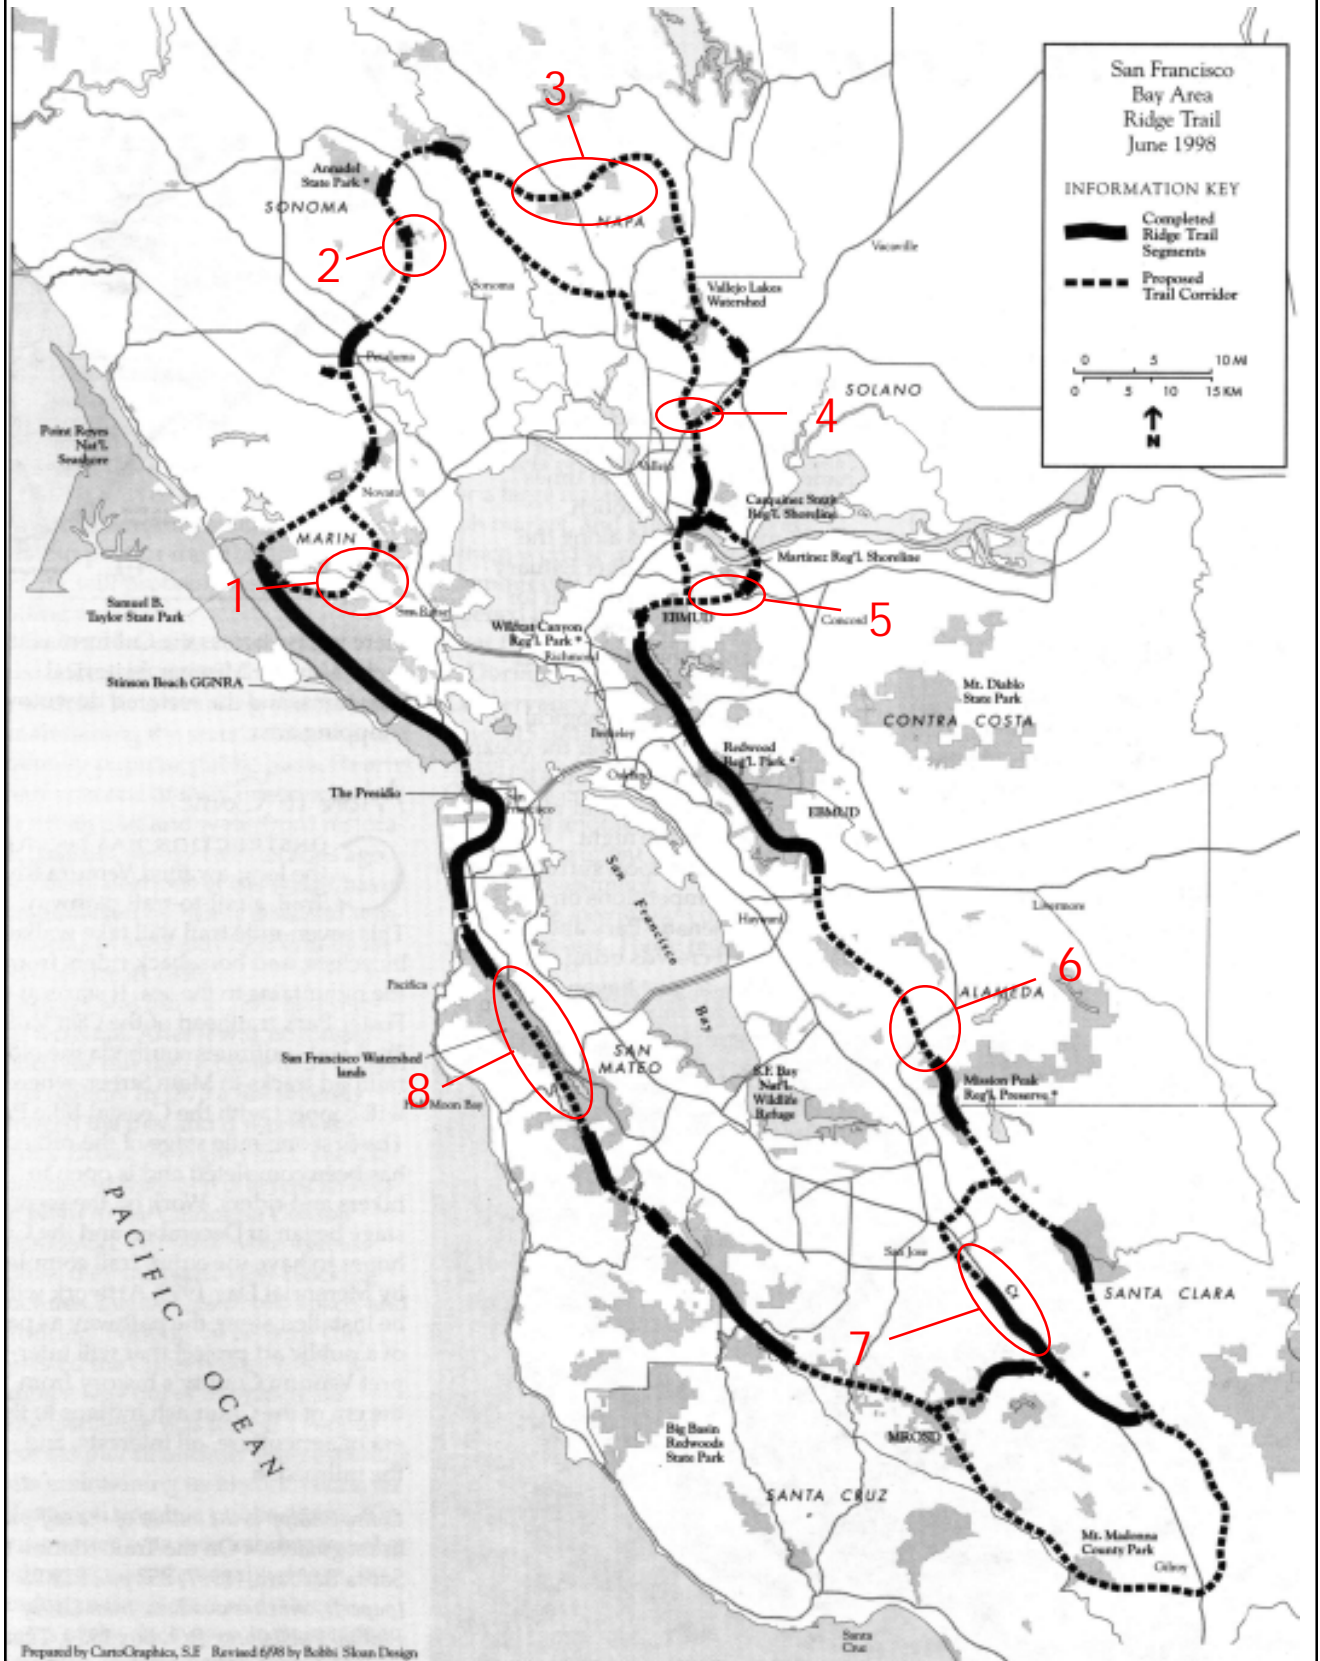 San Francisco
Bay Area
Ridge Trail
June 1998
INFORMATION KEY
Completed
Ridge Trail
Segments
Proposed
Trail Corridor
0 5 10 MI
0 5 10 15 KM
N
3
Annadel
State Park *
SONOMA
NAPA
2
Sonoma
Vacaville
Vallejo Lakes
Watershed
Petaluma
SOLANO
4
Point Reyes
Nat'l.
Seashore
Vallejo
Novato
Carquinez Strait
Reg'l. Shoreline
MARIN
Martinez Reg'l. Shoreline
1
Samuel B.
Taylor State Park
San Rafael
EBMUD
5
Concord
Wildcat Canyon
Reg'l. Park *
Richmond
Stinson Beach GGNRA
Mt. Diablo
State Park
CONTRA COSTA
Berkeley
Redwood
Reg'l. Park *
Oakland
The Presidio
San
Francisco
EBMUD
San
Francisco
Bay
Hayward
Livermore
6
Pacifica
ALAMEDA
San Francisco Watershed
lands
SAN
MATEO
8
Half Moon Bay
S.F. Bay
Nat'l.
Wildlife
Refuge
Mission Peak
Reg'l. Preserve *
PACIFIC
OCEAN
San Jose
SANTA CLARA
7
MROSD
Big Basin
Redwoods
State Park
SANTA CRUZ
Mt. Madonna
County Park
Gilroy
Santa
Cruz
Prepared by CartoGraphics, S.F. Revised 6/98 by Bobbi Sloan Design